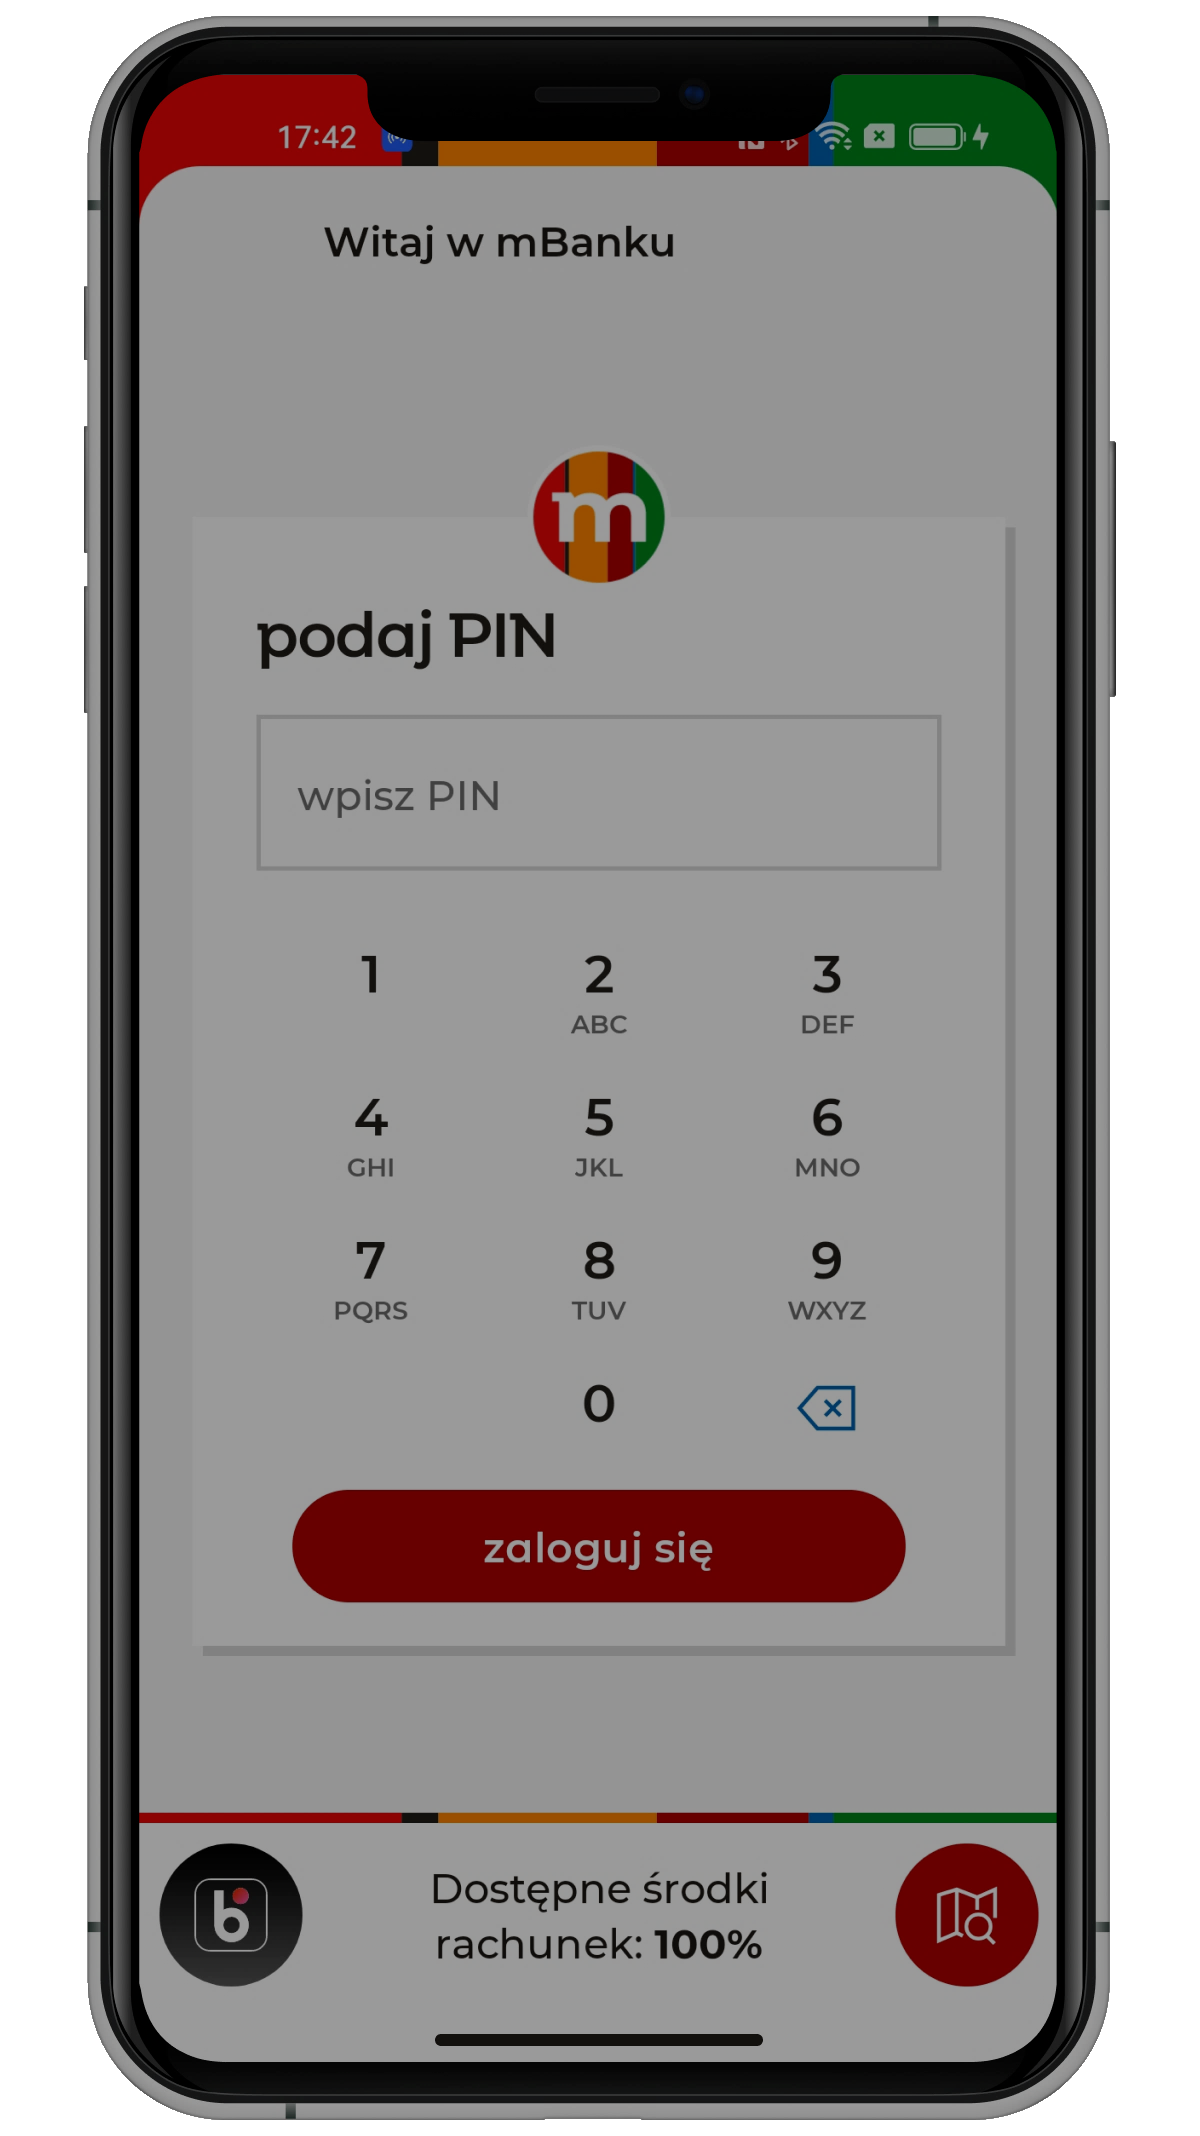 17:42
Witaj w mBanku
m
podaj PIN
wpisz PIN
1 2 3
ABC DEF
4 5 6
GHI JKL MNO
7 8 9
PQRS TUV WXYZ
0
zaloguj się
b
Dostępne środki
rachunek: 100%